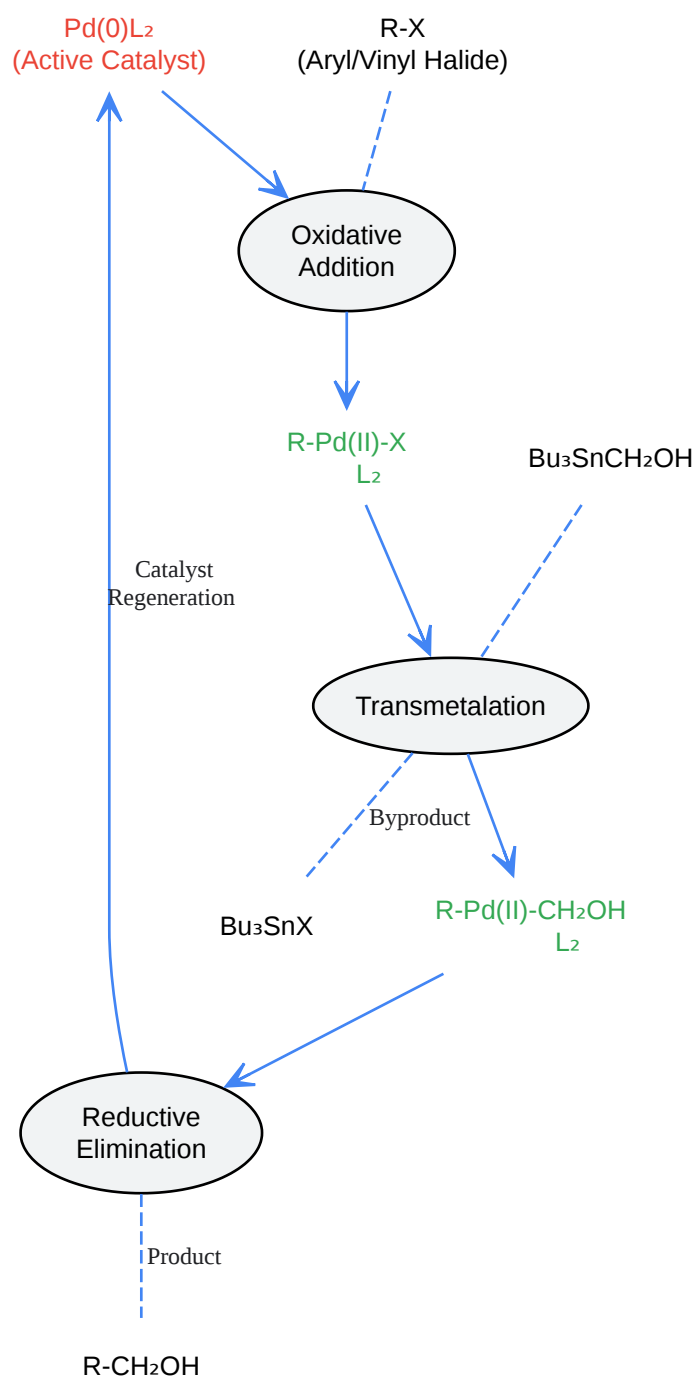 Pd(0)L₂
(Active Catalyst)
R-X
(Aryl/Vinyl Halide)
Oxidative
Addition
R-Pd(II)-X
L₂
Bu₃SnCH₂OH
Catalyst
Regeneration
Transmetalation
Byproduct
Bu₃SnX
R-Pd(II)-CH₂OH
L₂
Reductive
Elimination
Product
R-CH₂OH